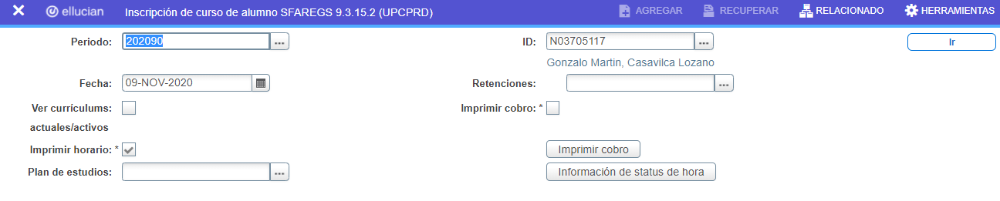 ✕ ellucian Inscripción de curso de alumno SFAREGS 9.3.15.2 (UPCPRD) AGREGAR RECUPERAR RELACIONADO HERRAMIENTAS
Periodo: 202090 ... ID: N03705117 ... Ir
Gonzalo Martin, Casavilca Lozano
Fecha: 09-NOV-2020 Retenciones: ...
Ver currículums: Imprimir cobro: *
actuales/activos
Imprimir horario: * Imprimir cobro
Plan de estudios: ... Información de status de hora